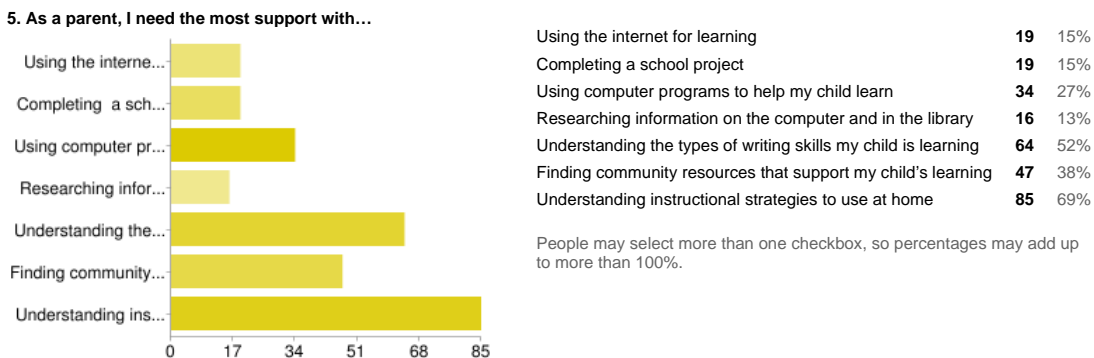 5. As a parent, I need the most support with…
Using the interne...
Completing a sch...
Using computer pr...
Researching infor...
Understanding the...
Finding community...
Understanding ins...
0 17 34 51 68 85
Using the internet for learning 19 15%
Completing a school project 19 15%
Using computer programs to help my child learn 34 27%
Researching information on the computer and in the library 16 13%
Understanding the types of writing skills my child is learning 64 52%
Finding community resources that support my child’s learning 47 38%
Understanding instructional strategies to use at home 85 69%
People may select more than one checkbox, so percentages may add up
to more than 100%.